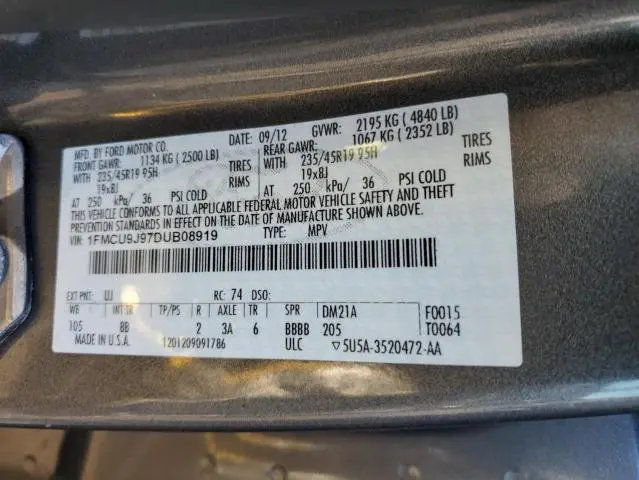 MFD. BY FORD MOTOR CO.
DATE: 09/12 GVWR: 2195 KG ( 4840 LB)
FRONT GAWR: 1134 KG ( 2500 LB)
REAR GAWR: 1067 KG ( 2352 LB)
WITH 235/45R19 95H TIRES
WITH 235/45R19 95H TIRES
19x8J RIMS
19x8J RIMS
AT 250 kPa/ 36 PSI COLD
AT 250 kPa/ 36 PSI COLD
THIS VEHICLE CONFORMS TO ALL APPLICABLE FEDERAL MOTOR VEHICLE SAFETY AND THEFT
PREVENTION STANDARDS IN EFFECT ON THE DATE OF MANUFACTURE SHOWN ABOVE.
VIN: 1FMCU9J97DUB08919 TYPE: MPV
EXT PNT: UJ RC: 74 DSO:
WB INT TR TP/PS R AXLE TR SPR DM21A F0015
105 BB 2 3A 6 BBBB 205 T0064
MADE IN U.S.A. 1201209091786 ULC ▽5U5A-3520472-AA